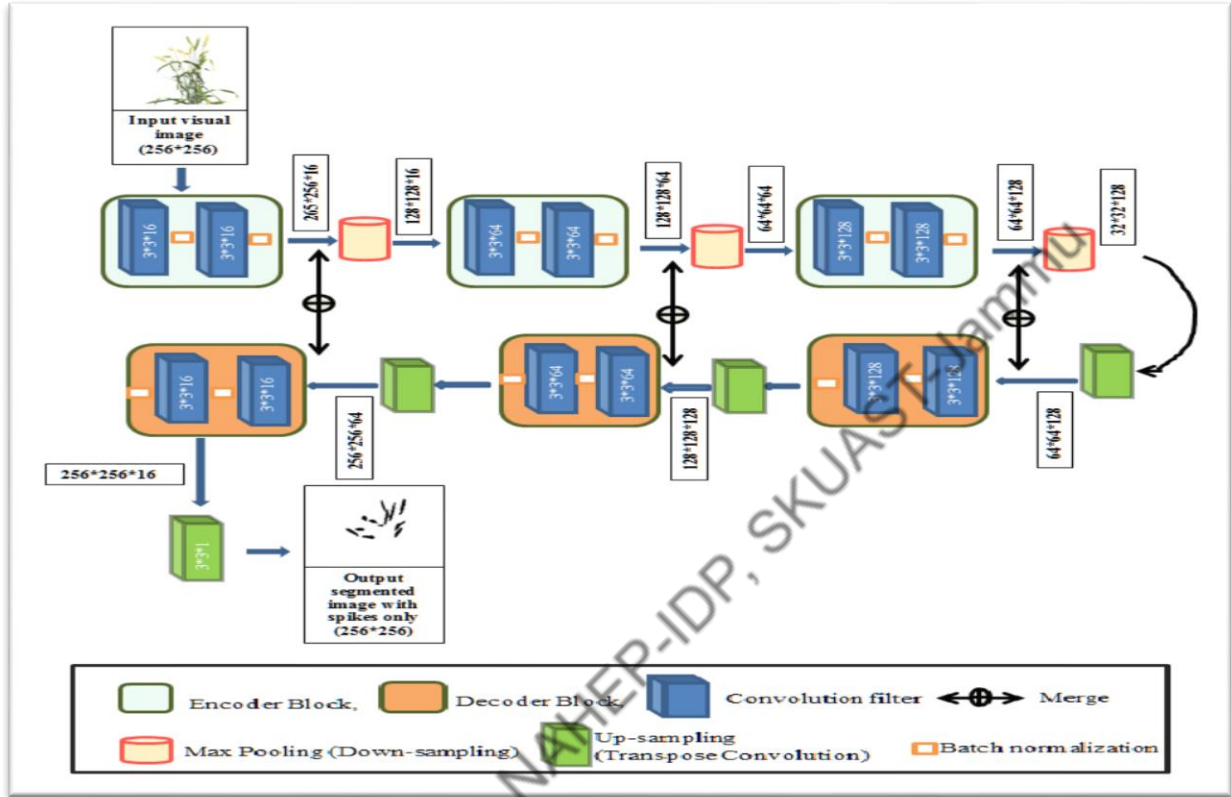 Input visual
image
(256*256)
3*3*16
3*3*16
265*256*16
128*128*16
3*3*64
3*3*64
128*128*64
64*64*64
3*3*128
3*3*128
64*64*128
32*32*128
3*3*16
3*3*16
256*256*64
3*3*64
3*3*64
128*128*128
3*3*128
3*3*128
64*64*128
256*256*16
3*3*1
Output
segmented
image with
spikes only
(256*256)
Encoder Block,
Decoder Block,
Convolution filter
Merge
Max Pooling (Down-sampling)
Up-sampling
(Transpose Convolution)
Batch normalization
NAHEP-IDP, SKUAST-Jammu